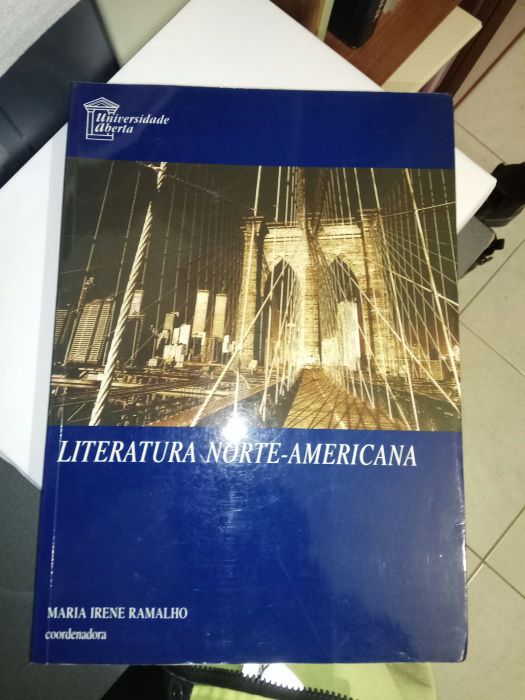 Universidade
Aberta
LITERATURA NORTE-AMERICANA
MARIA IRENE RAMALHO
coordenadora